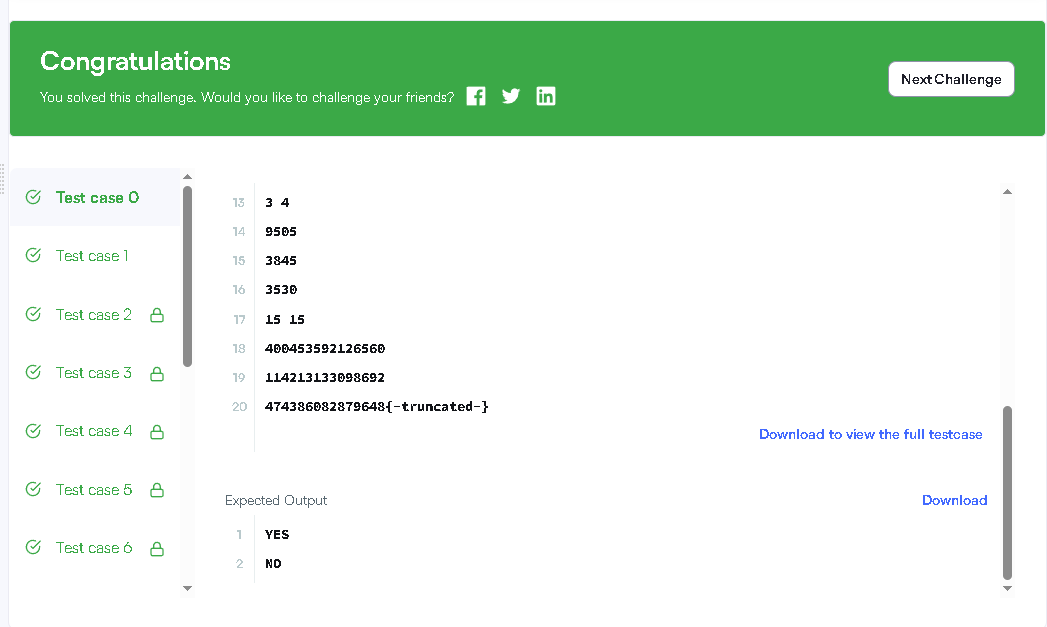 Congratulations
You solved this challenge. Would you like to challenge your friends?
Next Challenge
Test case 0
Test case 1
Test case 2
Test case 3
Test case 4
Test case 5
Test case 6
13 3 4
14 9505
15 3845
16 3530
17 15 15
18 400453592126560
19 114213133098692
20 474386082879648{-truncated-}
Download to view the full testcase
Expected Output
Download
1 YES
2 NO